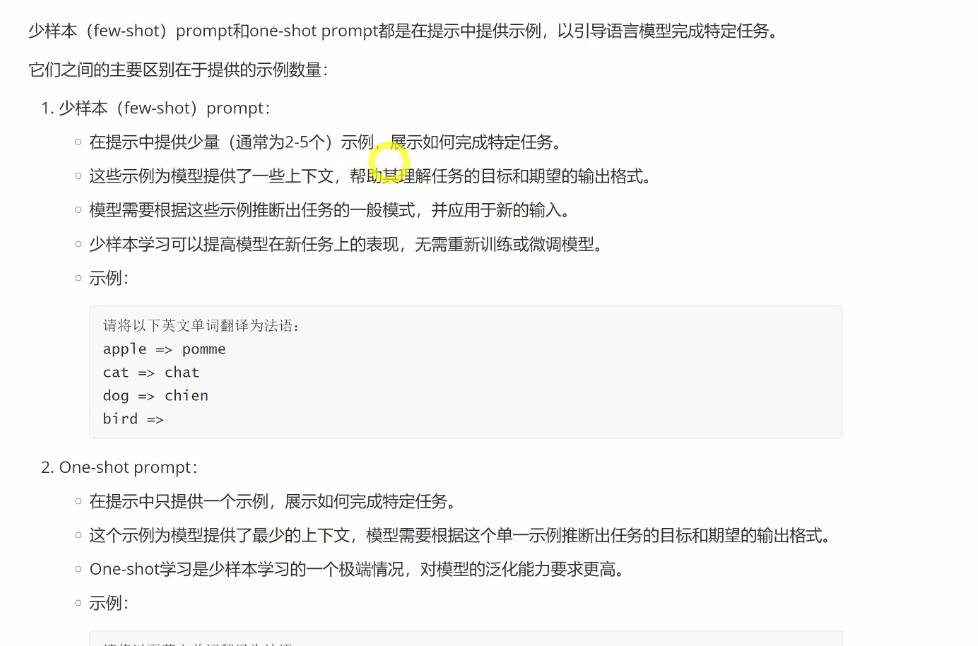 少样本（few-shot）prompt和one-shot prompt都是在提示中提供示例，以引导语言模型完成特定任务。
它们之间的主要区别在于提供的示例数量：
1. 少样本（few-shot）prompt：
在提示中提供少量（通常为2-5个）示例，展示如何完成特定任务。
这些示例为模型提供了一些上下文，帮助其理解任务的目标和期望的输出格式。
模型需要根据这些示例推断出任务的一般模式，并应用于新的输入。
少样本学习可以提高模型在新任务上的表现，无需重新训练或微调模型。
示例：
请将以下英文单词翻译为法语：
apple => pomme
cat => chat
dog => chien
bird =>
2. One-shot prompt：
在提示中只提供一个示例，展示如何完成特定任务。
这个示例为模型提供了最少的上下文，模型需要根据这个单一示例推断出任务的目标和期望的输出格式。
One-shot学习是少样本学习的一个极端情况，对模型的泛化能力要求更高。
示例：